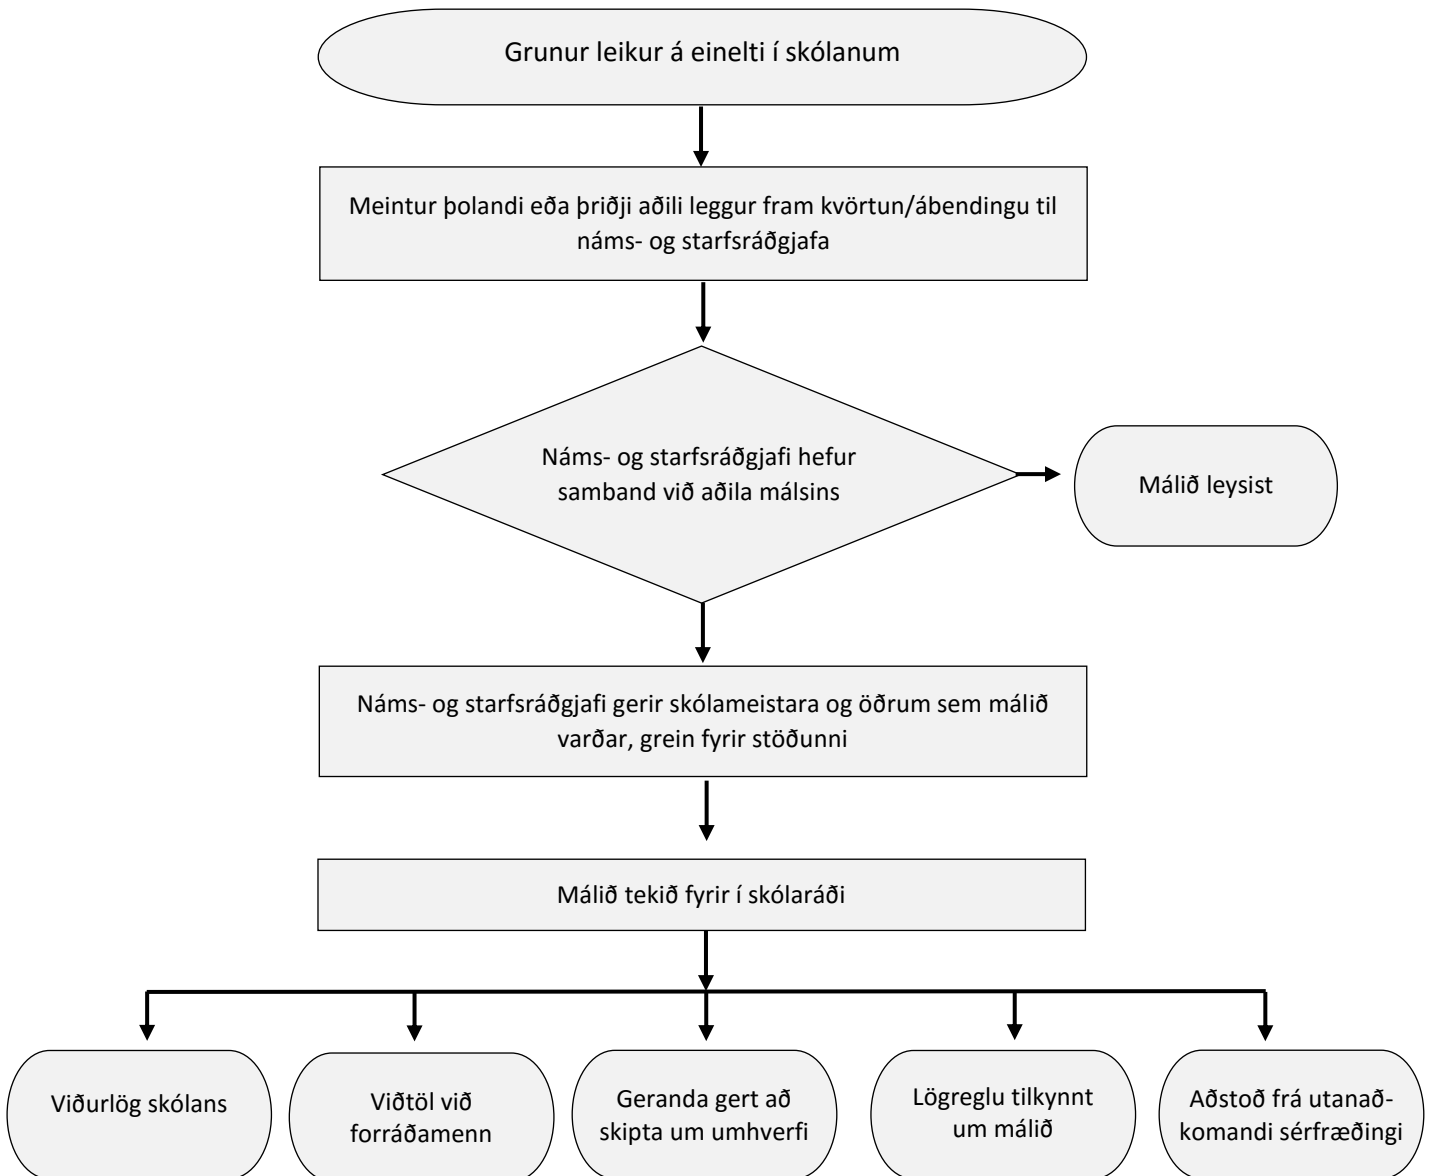 Grunur leikur á einelti í skólanum
Meintur þolandi eða þriðji aðili leggur fram kvörtun/ábendingu til
náms- og starfsráðgjafa
Náms- og starfsráðgjafi hefur
samband við aðila málsins
Málið leysist
Náms- og starfsráðgjafi gerir skólameistara og öðrum sem málið
varðar, grein fyrir stöðunni
Málið tekið fyrir í skólaráði
Viðurlög skólans
Viðtöl við
forráðamenn
Geranda gert að
skipta um umhverfi
Lögreglu tilkynnt
um málið
Aðstoð frá utanað-
komandi sérfræðingi